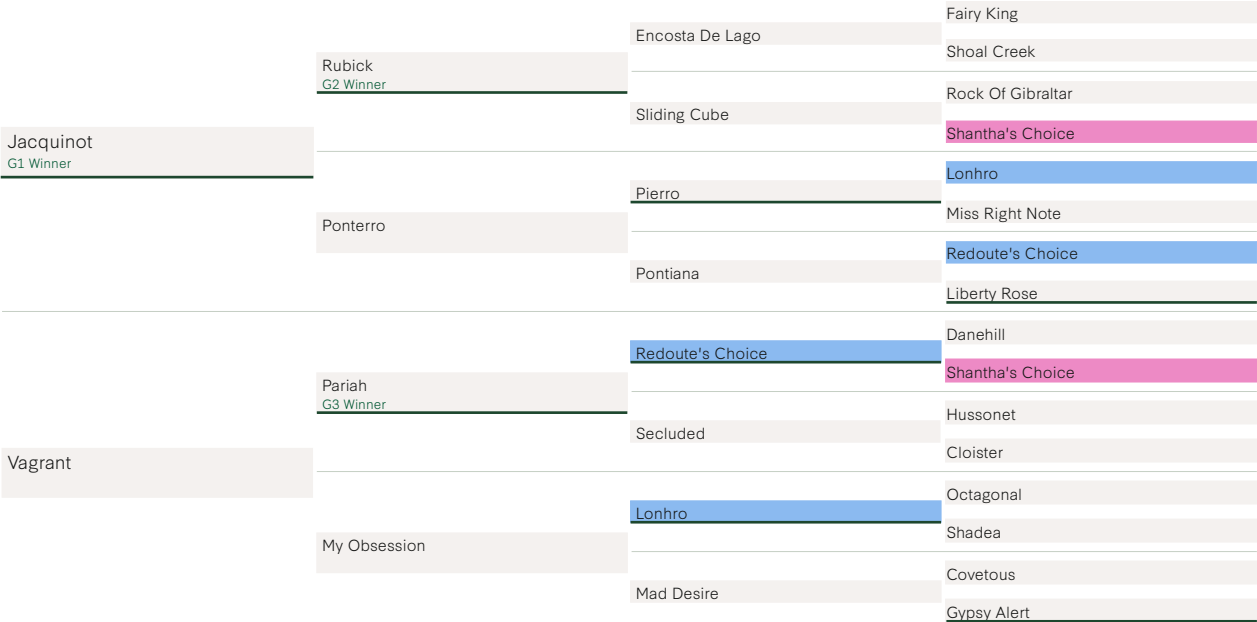 Jacquinot
G1 Winner
Vagrant
Rubick
G2 Winner
Ponterro
Pariah
G3 Winner
My Obsession
Encosta De Lago
Sliding Cube
Pierro
Pontiana
Redoute's Choice
Secluded
Lonhro
Mad Desire
Fairy King
Shoal Creek
Rock Of Gibraltar
Shantha's Choice
Lonhro
Miss Right Note
Redoute's Choice
Liberty Rose
Danehill
Shantha's Choice
Hussonet
Cloister
Octagonal
Shadea
Covetous
Gypsy Alert